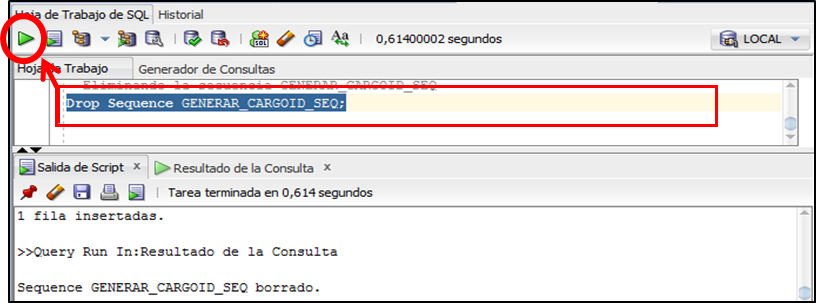 Hoja de Trabajo de SQL Historial
0,61400002 segundos LOCAL
Hoja de Trabajo Generador de Consultas
Eliminando la secuencia GENERAR_CARGOID_SEQ
Drop Sequence GENERAR_CARGOID_SEQ;
Salida de Script x Resultado de la Consulta x
Tarea terminada en 0,614 segundos
1 fila insertadas.
>>Query Run In:Resultado de la Consulta
Sequence GENERAR_CARGOID_SEQ borrado.